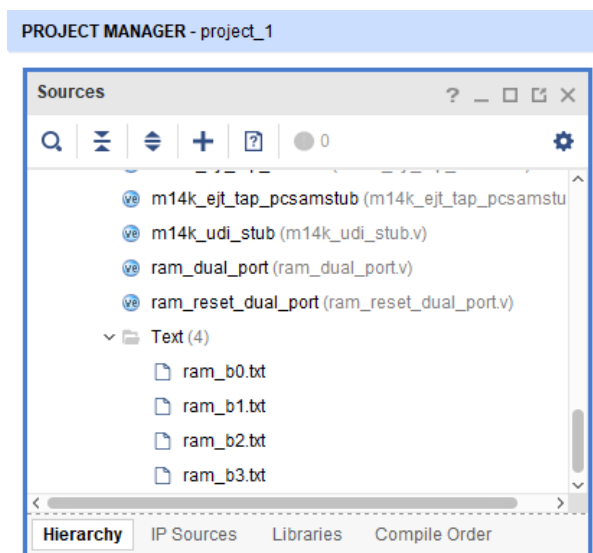 PROJECT MANAGER - project_1
Sources
? 
0
m14k_ejt_tap_pcsamstub (m14k_ejt_tap_pcsamstu
m14k_udi_stub (m14k_udi_stub.v)
ram_dual_port (ram_dual_port.v)
ram_reset_dual_port (ram_reset_dual_port.v)
Text (4)
ram_b0.txt
ram_b1.txt
ram_b2.txt
ram_b3.txt
Hierarchy IP Sources Libraries Compile Order